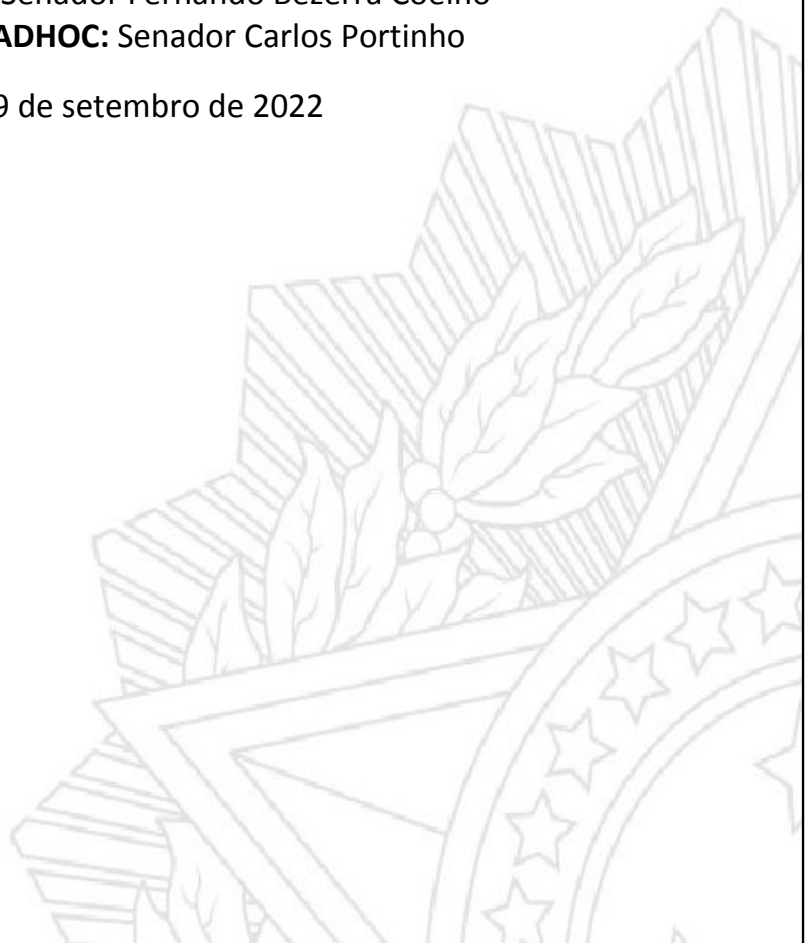 Senador Fernando Bezerra Coelho
ADHOC: Senador Carlos Portinho
9 de setembro de 2022